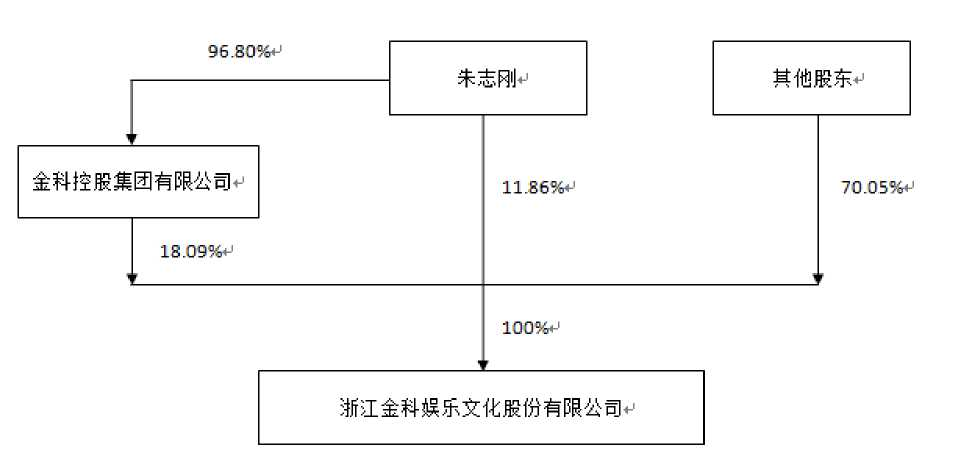 96.80%
朱志刚
其他股东
金科控股集团有限公司
11.86%
70.05%
18.09%
100%
浙江金科娱乐文化股份有限公司